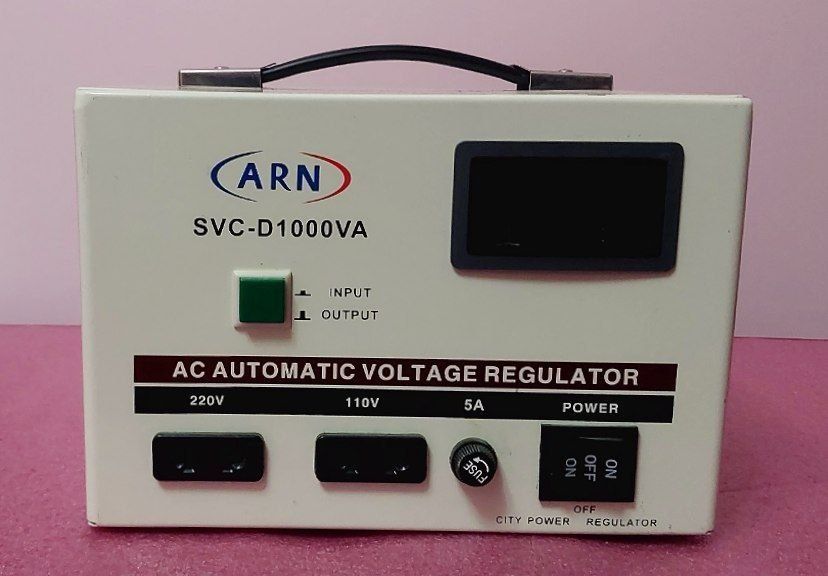 ARN
SVC-D1000VA
INPUT
OUTPUT
AC AUTOMATIC VOLTAGE REGULATOR
220V 110V 5A POWER
FUSE
ON OFF ON
OFF
CITY POWER REGULATOR